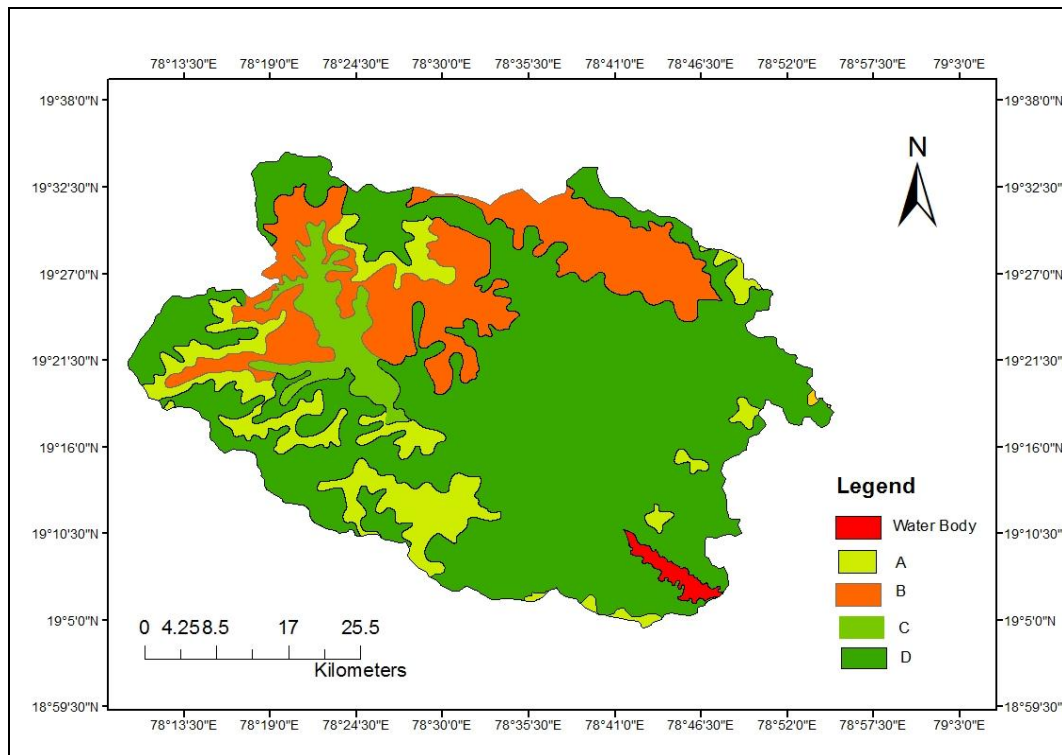 78°13'30"E 78°19'0"E 78°24'30"E 78°30'0"E 78°35'30"E 78°41'0"E 78°46'30"E 78°52'0"E 78°57'30"E 79°3'0"E
19°38'0"N 19°38'0"N
N
19°32'30"N 19°32'30"N
19°27'0"N 19°27'0"N
19°21'30"N 19°21'30"N
19°16'0"N 19°16'0"N
Legend
Water Body
19°10'30"N 19°10'30"N
A
B
19°5'0"N 19°5'0"N
C
0 4.25 8.5 17 25.5
D
Kilometers
18°59'30"N 18°59'30"N
78°13'30"E 78°19'0"E 78°24'30"E 78°30'0"E 78°35'30"E 78°41'0"E 78°46'30"E 78°52'0"E 78°57'30"E 79°3'0"E